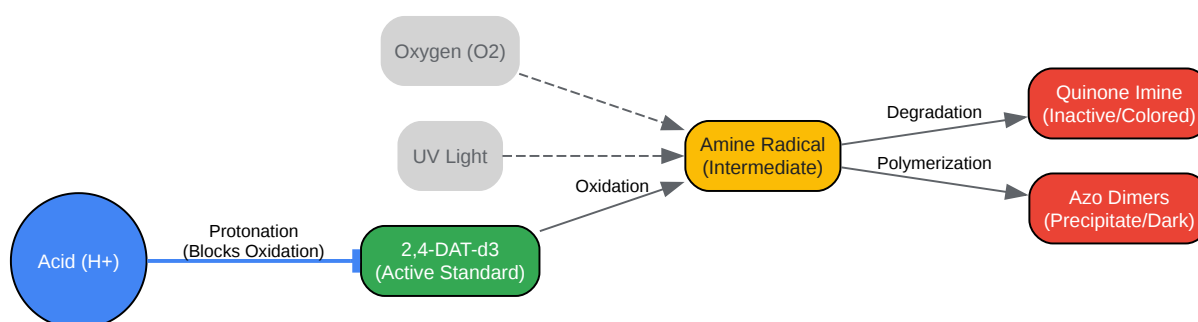 Oxygen (O2)
UV Light
Acid (H+)
Protonation
(Blocks Oxidation)
2,4-DAT-d3
(Active Standard)
Oxidation
Amine Radical
(Intermediate)
Degradation
Polymerization
Quinone Imine
(Inactive/Colored)
Azo Dimers
(Precipitate/Dark)